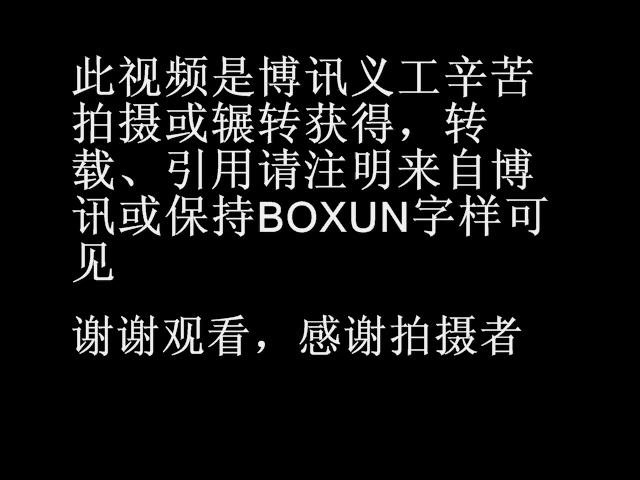 此视频是博讯义工辛苦
拍摄或辗转获得，转
载、引用请注明来自博
讯或保持BOXUN字样可
见
谢谢观看，感谢拍摄者